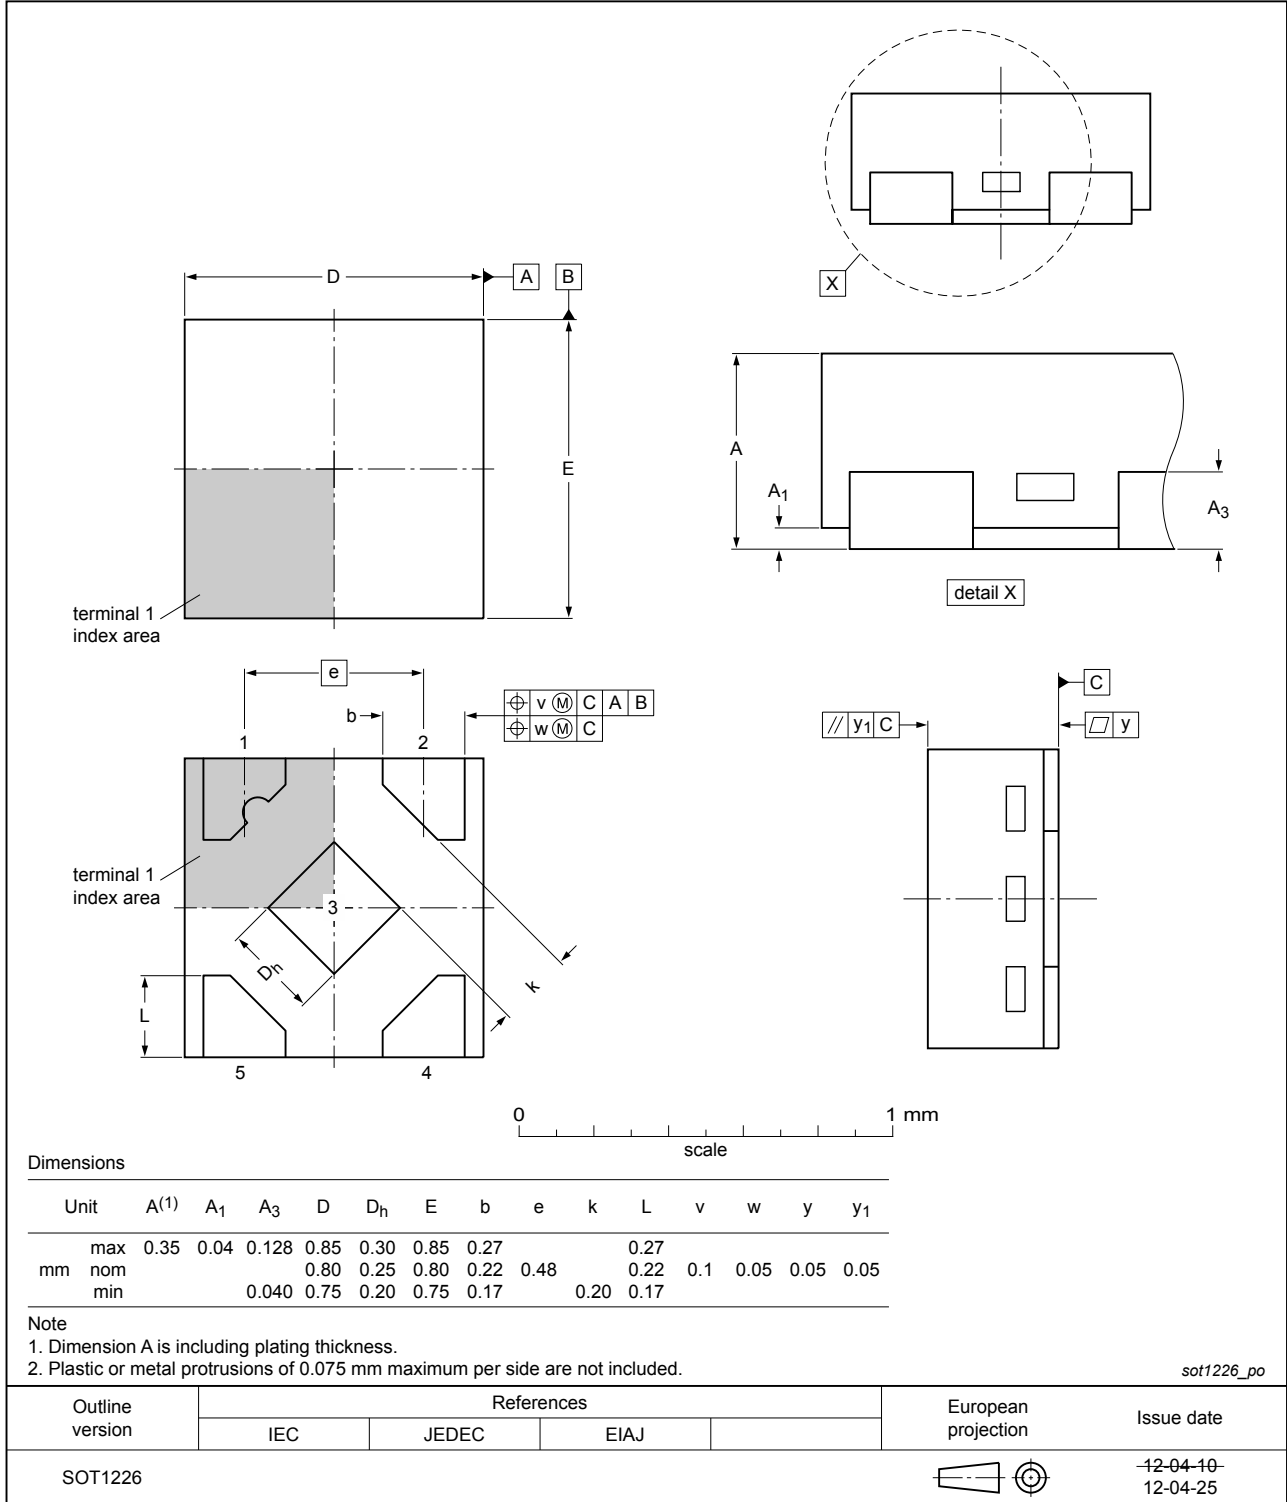 X
D
A
B
E
A
A1
A3
terminal 1
index area
detail X
e
b
v M C A B
w M C
1
2
C
// y1 C
y
terminal 1
index area
3
Dh
k
L
5
4
0
1 mm
scale
Dimensions
Unit A(1) A1 A3 D Dh E b e k L v w y y1
max 0.35 0.04 0.128 0.85 0.30 0.85 0.27 0.27
mm nom 0.80 0.25 0.80 0.22 0.48 0.22 0.1 0.05 0.05 0.05
min 0.040 0.75 0.20 0.75 0.17 0.20 0.17
Note
1. Dimension A is including plating thickness.
2. Plastic or metal protrusions of 0.075 mm maximum per side are not included.
sot1226_po
Outline
version
References
IEC JEDEC EIAJ
European
projection
Issue date
SOT1226
12-04-10
12-04-25